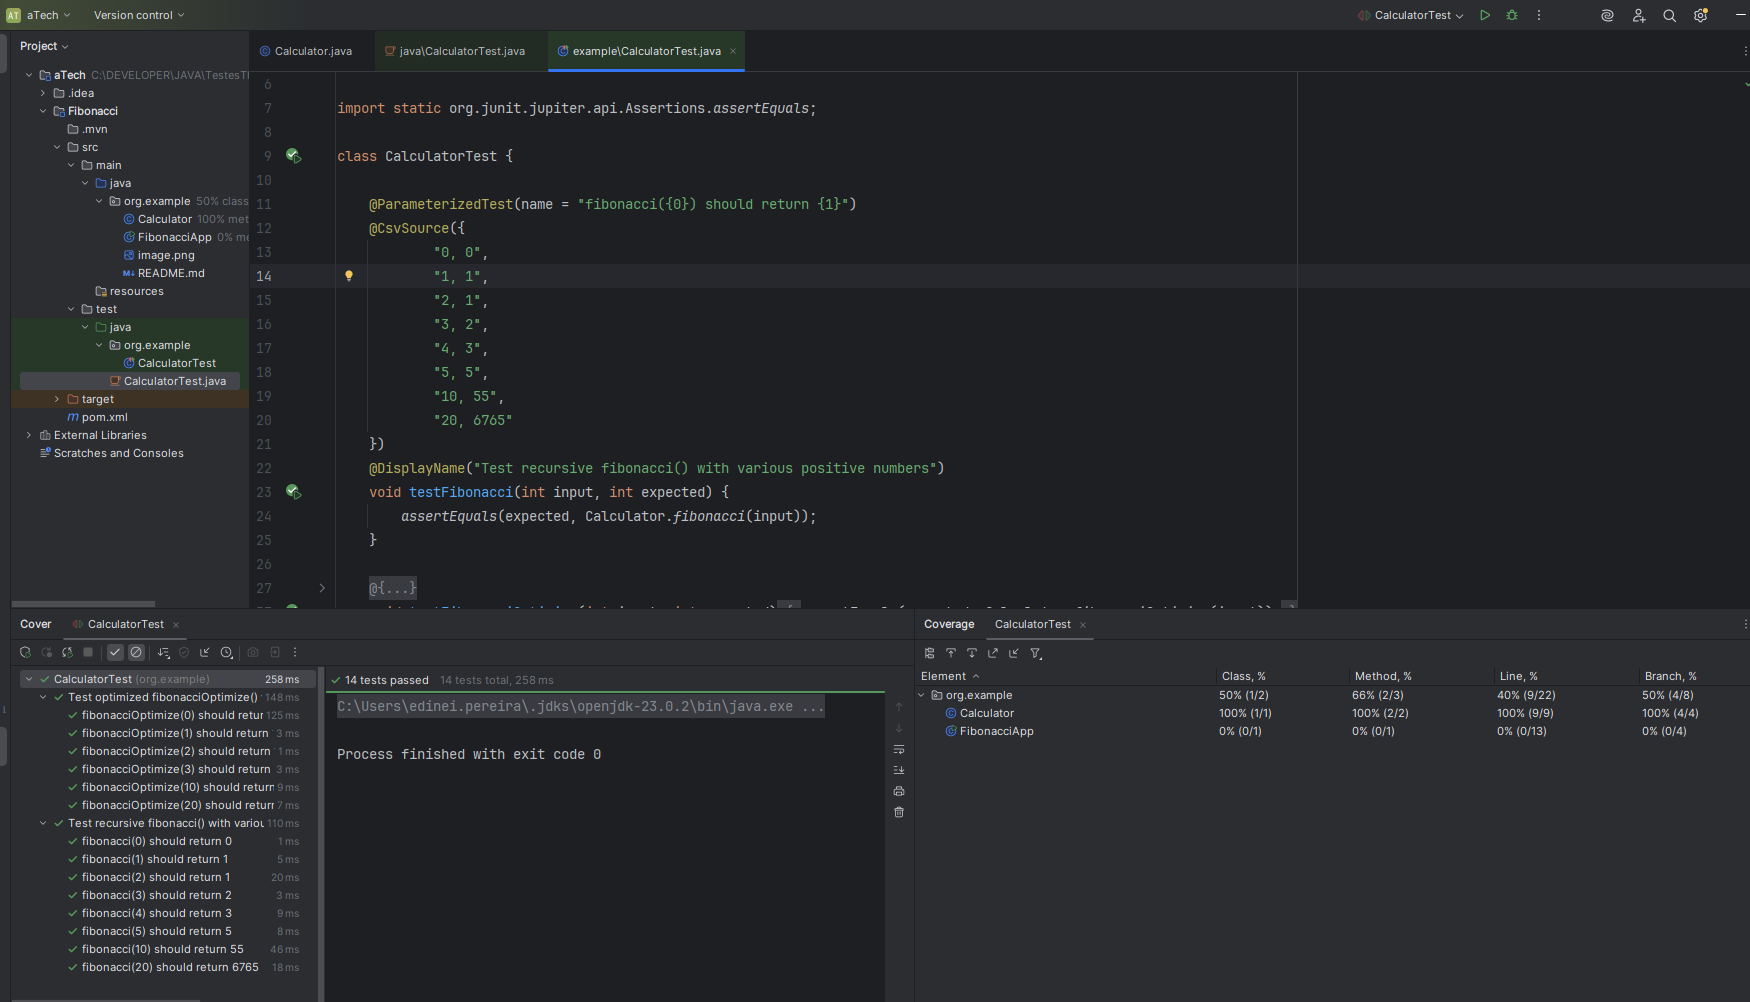 AT aTech Version control CalculatorTest
Project
aTech C:\DEVELOPER\JAVA\TestesTI
.idea
Fibonacci
.mvn
src
main
java
org.example 50% class
Calculator 100% met
FibonacciApp 0% me
image.png
README.md
resources
test
java
org.example
CalculatorTest
CalculatorTest.java
target
pom.xml
External Libraries
Scratches and Consoles
Calculator.java java\CalculatorTest.java example\CalculatorTest.java
6
7 import static org.junit.jupiter.api.Assertions.assertEquals;
8
9 class CalculatorTest {
10
11 @ParameterizedTest(name = "fibonacci({0}) should return {1}")
12 @CsvSource({
13 "0, 0",
14 "1, 1",
15 "2, 1",
16 "3, 2",
17 "4, 3",
18 "5, 5",
19 "10, 55",
20 "20, 6765"
21 })
22 @DisplayName("Test recursive fibonacci() with various positive numbers")
23 void testFibonacci(int input, int expected) {
24 assertEquals(expected, Calculator.fibonacci(input));
25 }
26
27 @{...}
Cover CalculatorTest
CalculatorTest (org.example) 258 ms
Test optimized fibonacciOptimize() 148 ms
fibonacciOptimize(0) should retur 125 ms
fibonacciOptimize(1) should return 3 ms
fibonacciOptimize(2) should return 1 ms
fibonacciOptimize(3) should return 3 ms
fibonacciOptimize(10) should return 9 ms
fibonacciOptimize(20) should return 7 ms
Test recursive fibonacci() with variou 110 ms
fibonacci(0) should return 0 1 ms
fibonacci(1) should return 1 5 ms
fibonacci(2) should return 1 20 ms
fibonacci(3) should return 2 3 ms
fibonacci(4) should return 3 9 ms
fibonacci(5) should return 5 8 ms
fibonacci(10) should return 55 46 ms
fibonacci(20) should return 6765 18 ms
14 tests passed 14 tests total, 258 ms
C:\Users\edinei.pereira\.jdks\openjdk-23.0.2\bin\java.exe ...
Process finished with exit code 0
Coverage CalculatorTest
Element Class, % Method, % Line, % Branch, %
org.example 50% (1/2) 66% (2/3) 40% (9/22) 50% (4/8)
Calculator 100% (1/1) 100% (2/2) 100% (9/9) 100% (4/4)
FibonacciApp 0% (0/1) 0% (0/1) 0% (0/13) 0% (0/4)